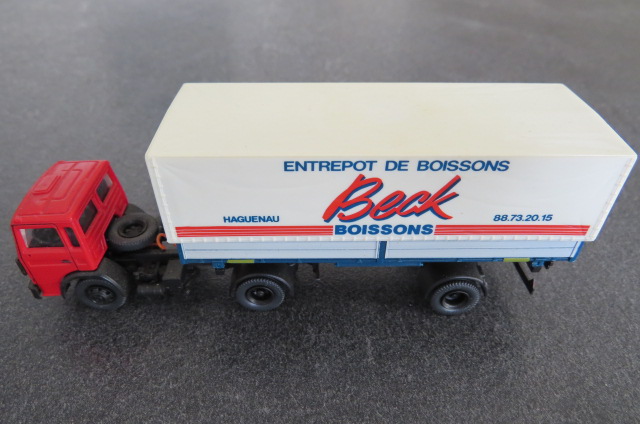 ENTREPOT DE BOISSONS
Beck
HAGUENAU
88.73.20.15
BOISSONS